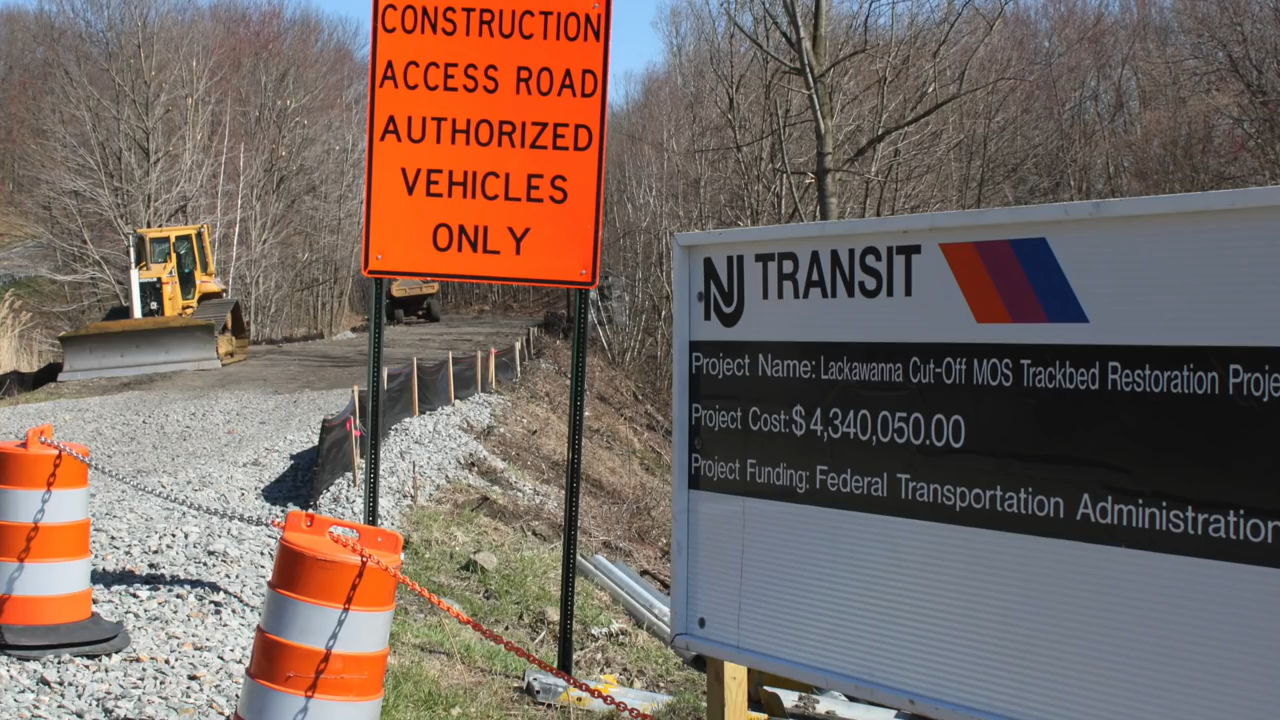 CONSTRUCTION
ACCESS ROAD
AUTHORIZED
VEHICLES
ONLY
NJ TRANSIT
Project Name: Lackawanna Cut-Off MOS Trackbed Restoration Proje
Project Cost: $ 4,340,050.00
Project Funding: Federal Transportation Administration